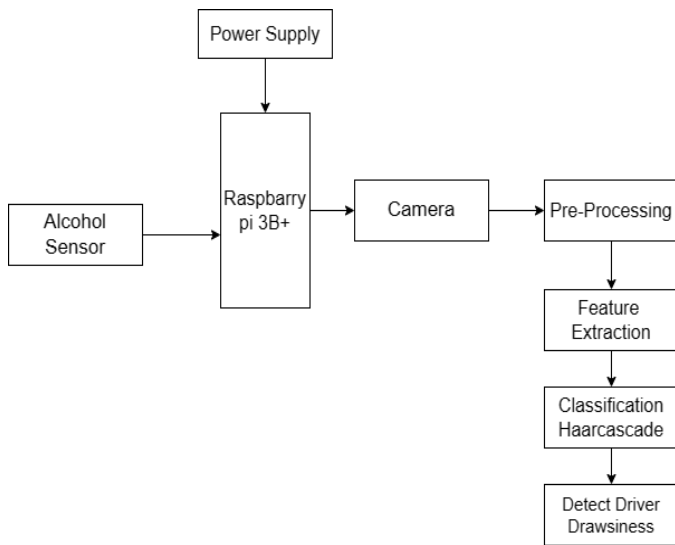 Power Supply
Raspbarry
pi 3B+
Alcohol
Sensor
Camera
Pre-Processing
Feature
Extraction
Classification
Haarcascade
Detect Driver
Drawsiness